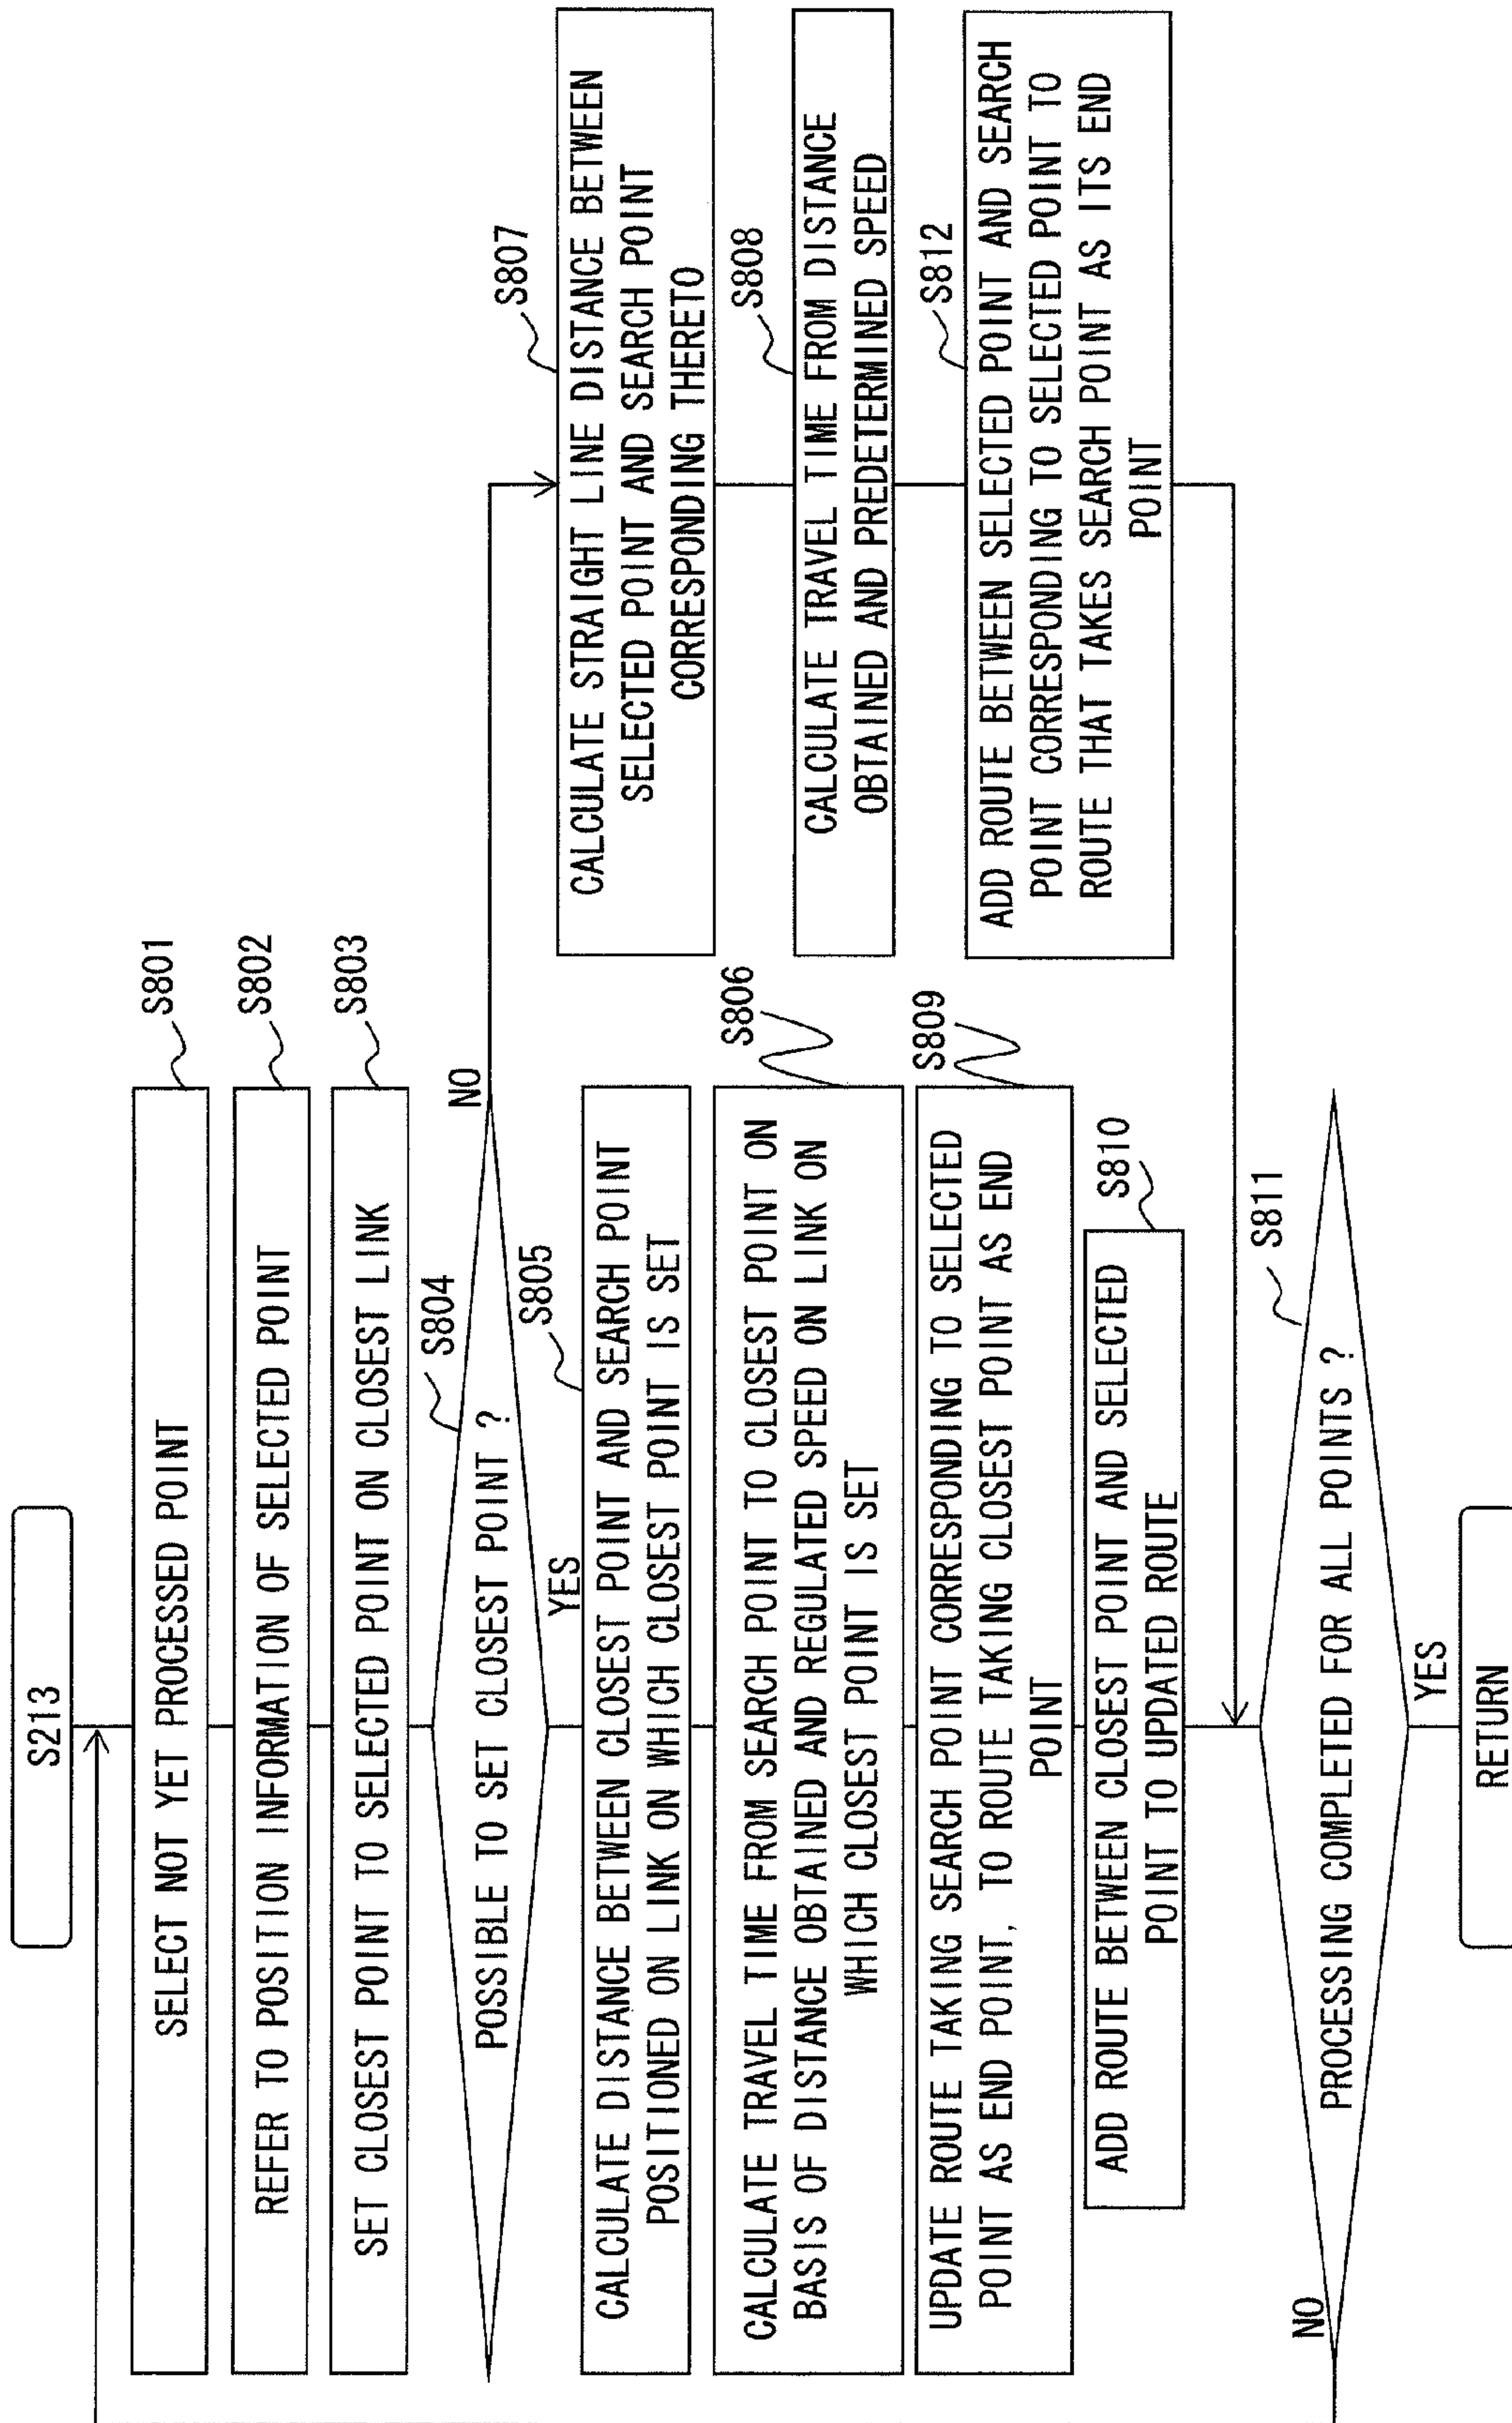 S213
SELECT NOT YET PROCESSED POINT
S801
REFER TO POSITION INFORMATION OF SELECTED POINT
S802
SET CLOSEST POINT TO SELECTED POINT ON CLOSEST LINK
S803
POSSIBLE TO SET CLOSEST POINT ?
S804
NO
YES
CALCULATE DISTANCE BETWEEN CLOSEST POINT AND SEARCH POINT
POSITIONED ON LINK ON WHICH CLOSEST POINT IS SET
S805
CALCULATE TRAVEL TIME FROM SEARCH POINT TO CLOSEST POINT ON
BASIS OF DISTANCE OBTAINED AND REGULATED SPEED ON LINK ON
WHICH CLOSEST POINT IS SET
S806
UPDATE ROUTE TAKING SEARCH POINT CORRESPONDING TO SELECTED
POINT AS END POINT, TO ROUTE TAKING CLOSEST POINT AS END
POINT
S809
ADD ROUTE BETWEEN CLOSEST POINT AND SELECTED
POINT TO UPDATED ROUTE
S810
CALCULATE STRAIGHT LINE DISTANCE BETWEEN
SELECTED POINT AND SEARCH POINT
CORRESPONDING THERETO
S807
CALCULATE TRAVEL TIME FROM DISTANCE
OBTAINED AND PREDETERMINED SPEED
S808
ADD ROUTE BETWEEN SELECTED POINT AND SEARCH
POINT CORRESPONDING TO SELECTED POINT TO
ROUTE THAT TAKES SEARCH POINT AS ITS END
POINT
S812
PROCESSING COMPLETED FOR ALL POINTS ?
S811
NO
YES
RETURN